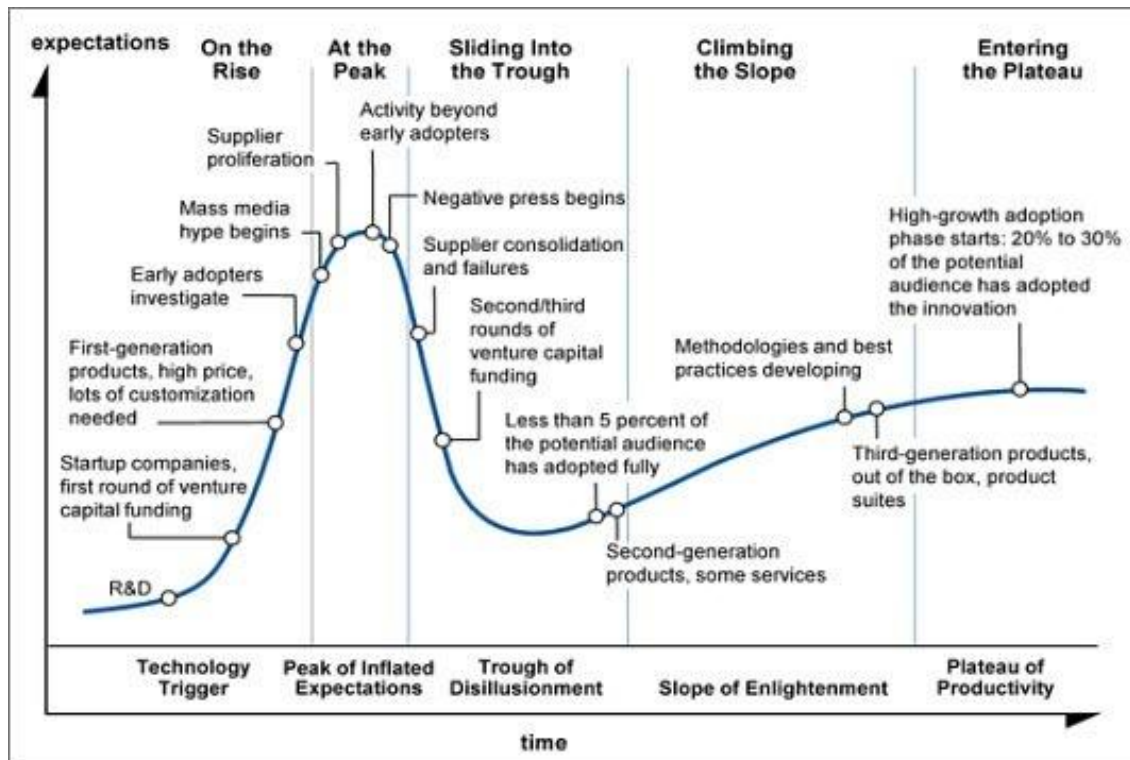 expectations
On the
Rise
At the
Peak
Sliding Into
the Trough
Climbing
the Slope
Entering
the Plateau
Activity beyond
early adopters
Supplier
proliferation
Negative press begins
Mass media
hype begins
High-growth adoption
phase starts: 20% to 30%
of the potential
audience has adopted
the innovation
Supplier consolidation
and failures
Early adopters
investigate
Second/third
rounds of
venture capital
funding
First-generation
products, high price,
lots of customization
needed
Methodologies and best
practices developing
Less than 5 percent of
the potential audience
has adopted fully
Startup companies,
first round of venture
capital funding
Third-generation products,
out of the box, product
suites
Second-generation
products, some services
R&D
Technology
Trigger
Peak of Inflated
Expectations
Trough of
Disillusionment
Slope of Enlightenment
Plateau of
Productivity
time